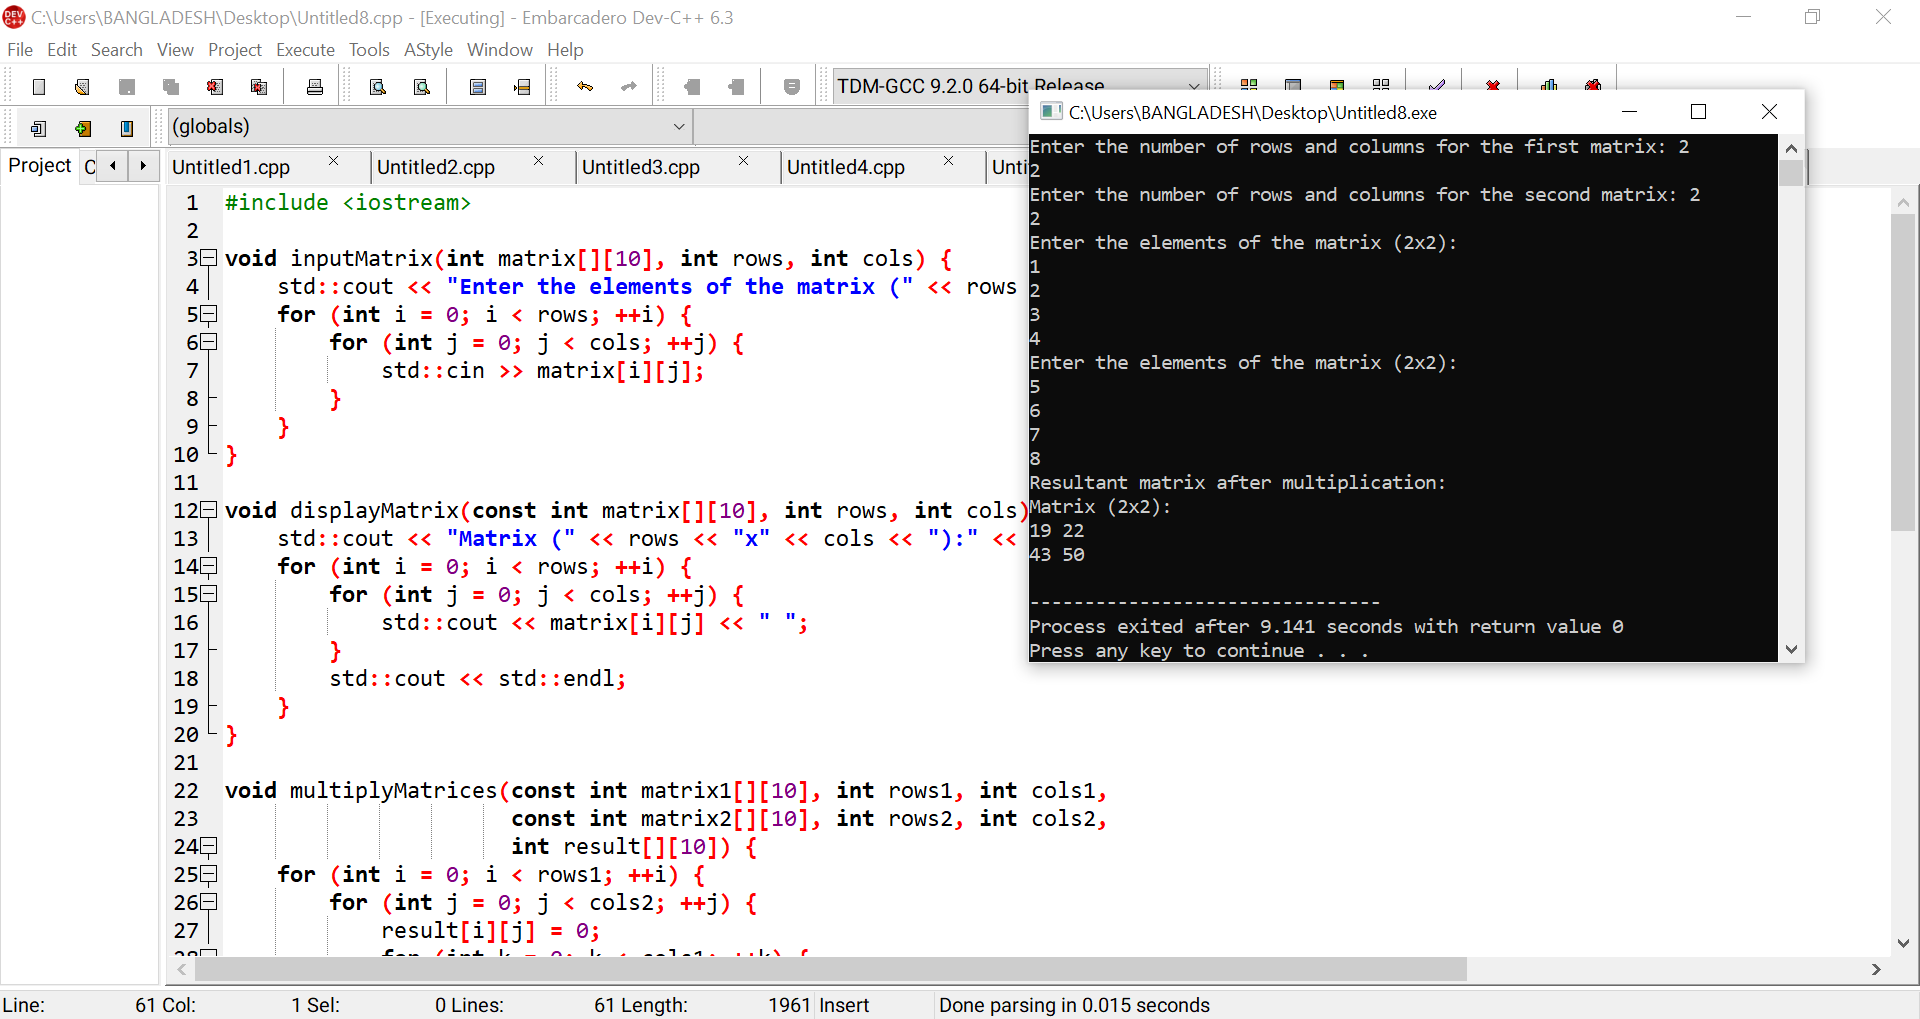 C:\Users\BANGLADESH\Desktop\Untitled8.cpp - [Executing] - Embarcadero Dev-C++ 6.3
File Edit Search View Project Execute Tools AStyle Window Help
TDM-GCC 9.2.0 64-bit Release
(globals)
Project
Untitled1.cpp
Untitled2.cpp
Untitled3.cpp
Untitled4.cpp
1 #include <iostream>
2
3 void inputMatrix(int matrix[][10], int rows, int cols) {
4 std::cout << "Enter the elements of the matrix (" << rows
5 for (int i = 0; i < rows; ++i) {
6 for (int j = 0; j < cols; ++j) {
7 std::cin >> matrix[i][j];
8 }
9 }
10 }
11
12 void displayMatrix(const int matrix[][10], int rows, int cols)
13 std::cout << "Matrix (" << rows << "x" << cols << "):" <<
14 for (int i = 0; i < rows; ++i) {
15 for (int j = 0; j < cols; ++j) {
16 std::cout << matrix[i][j] << " ";
17 }
18 std::cout << std::endl;
19 }
20 }
21
22 void multiplyMatrices(const int matrix1[][10], int rows1, int cols1,
23 const int matrix2[][10], int rows2, int cols2,
24 int result[][10]) {
25 for (int i = 0; i < rows1; ++i) {
26 for (int j = 0; j < cols2; ++j) {
27 result[i][j] = 0;
C:\Users\BANGLADESH\Desktop\Untitled8.exe
Enter the number of rows and columns for the first matrix: 2
2
Enter the number of rows and columns for the second matrix: 2
2
Enter the elements of the matrix (2x2):
1
2
3
4
Enter the elements of the matrix (2x2):
5
6
7
8
Resultant matrix after multiplication:
Matrix (2x2):
19 22
43 50
--------------------------------
Process exited after 9.141 seconds with return value 0
Press any key to continue . . .
Line: 61 Col: 1 Sel: 0 Lines: 61 Length: 1961 Insert Done parsing in 0.015 seconds